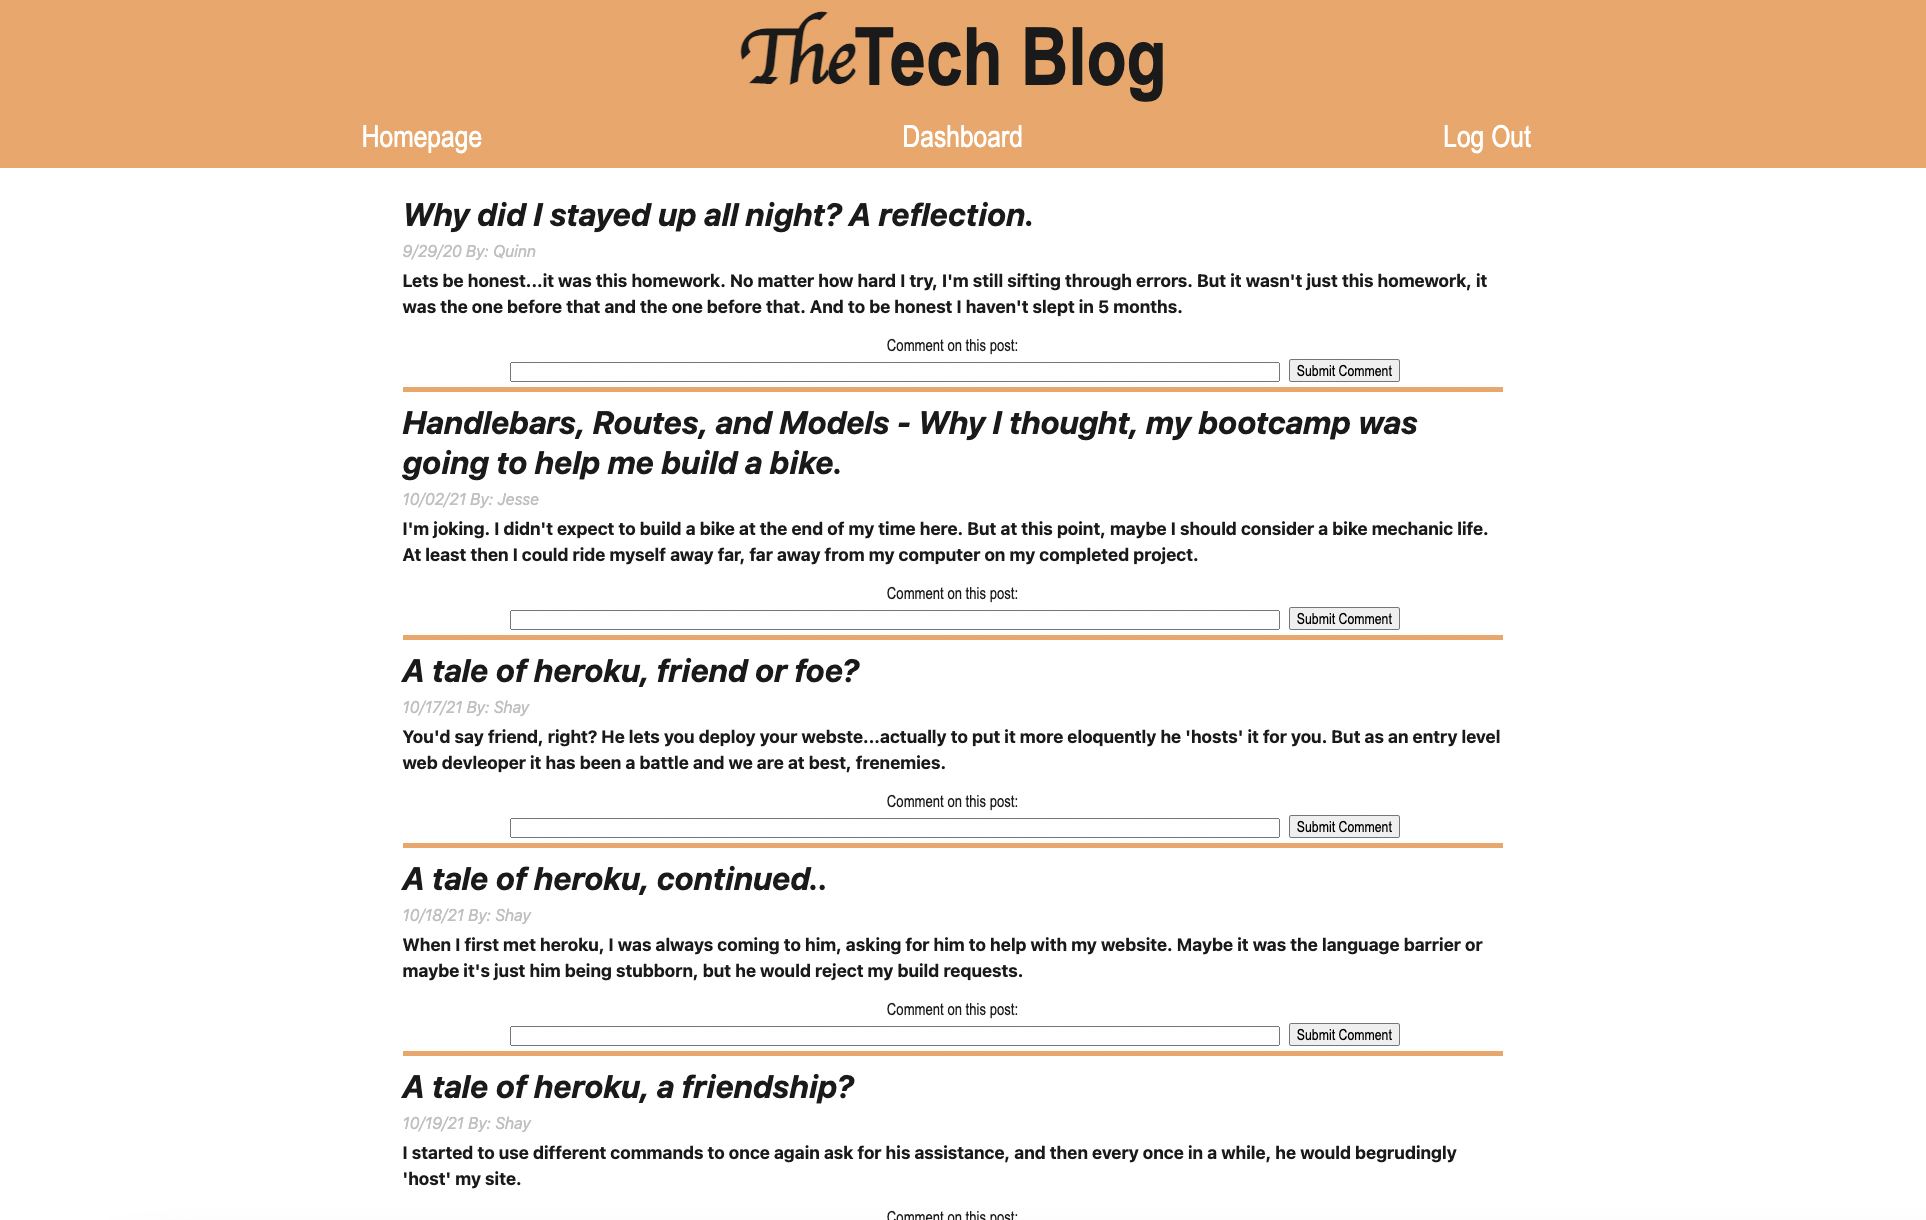 TheTech Blog
Homepage Dashboard Log Out
Why did I stayed up all night? A reflection.
9/29/20 By: Quinn
Lets be honest...it was this homework. No matter how hard I try, I'm still sifting through errors. But it wasn't just this homework, it
was the one before that and the one before that. And to be honest I haven't slept in 5 months.
Comment on this post:
Submit Comment
Handlebars, Routes, and Models - Why I thought, my bootcamp was
going to help me build a bike.
10/02/21 By: Jesse
I'm joking. I didn't expect to build a bike at the end of my time here. But at this point, maybe I should consider a bike mechanic life.
At least then I could ride myself away far, far away from my computer on my completed project.
Comment on this post:
Submit Comment
A tale of heroku, friend or foe?
10/17/21 By: Shay
You'd say friend, right? He lets you deploy your webste...actually to put it more eloquently he 'hosts' it for you. But as an entry level
web devleoper it has been a battle and we are at best, frenemies.
Comment on this post:
Submit Comment
A tale of heroku, continued..
10/18/21 By: Shay
When I first met heroku, I was always coming to him, asking for him to help with my website. Maybe it was the language barrier or
maybe it's just him being stubborn, but he would reject my build requests.
Comment on this post:
Submit Comment
A tale of heroku, a friendship?
10/19/21 By: Shay
I started to use different commands to once again ask for his assistance, and then every once in a while, he would begrudingly
'host' my site.
Comment on this post: